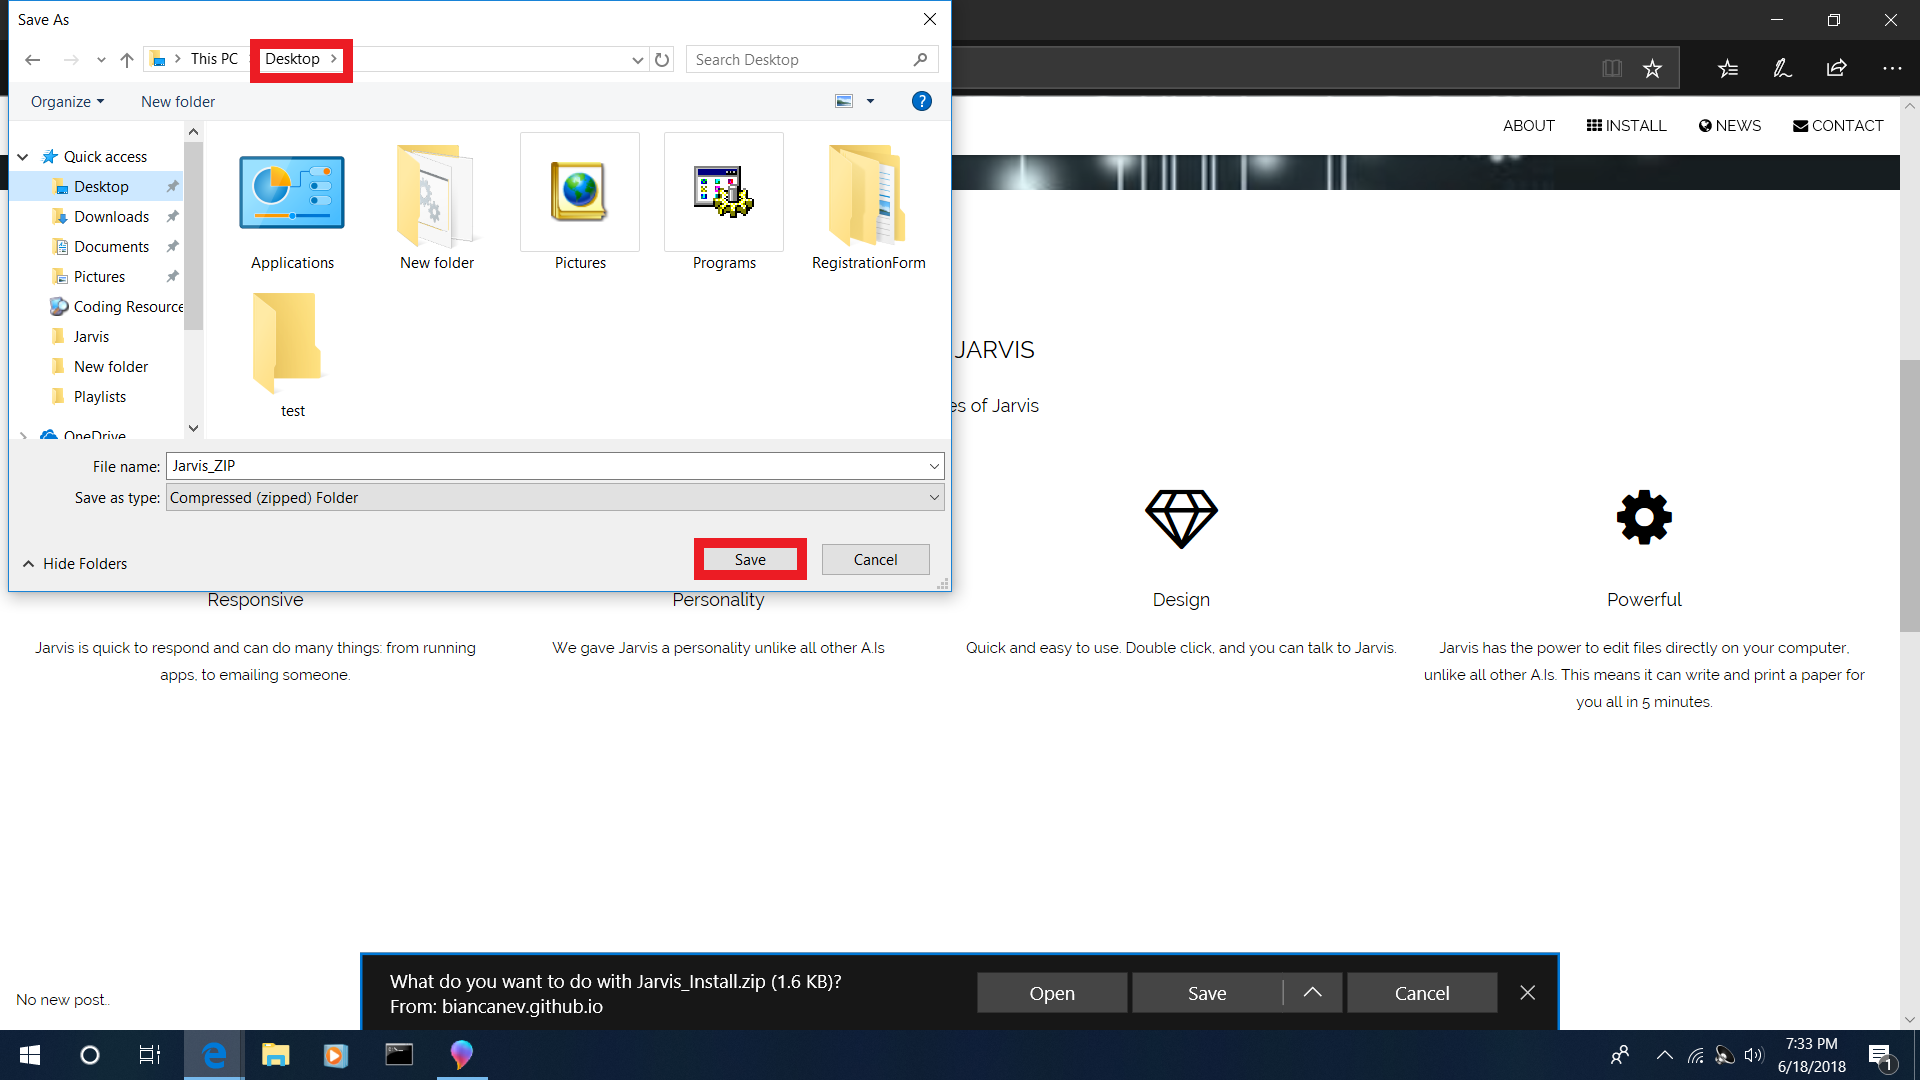 Save As
This PC
Desktop
Search Desktop
Organize
New folder
?
Quick access
Desktop
Downloads
Documents
Pictures
Coding Resource
Jarvis
New folder
Playlists
OneDrive
Applications
New folder
Pictures
Programs
RegistrationForm
test
File name: Jarvis_ZIP
Save as type: Compressed (zipped) Folder
Hide Folders
Save
Cancel
ABOUT
INSTALL
NEWS
CONTACT
JARVIS
es of Jarvis
Responsive
Jarvis is quick to respond and can do many things: from running
apps, to emailing someone.
Personality
We gave Jarvis a personality unlike all other A.Is
Design
Quick and easy to use. Double click, and you can talk to Jarvis.
Powerful
Jarvis has the power to edit files directly on your computer,
unlike all other A.Is. This means it can write and print a paper for
you all in 5 minutes.
No new post..
What do you want to do with Jarvis_Install.zip (1.6 KB)?
From: biancanev.github.io
Open
Save
Cancel
7:33 PM
6/18/2018
1